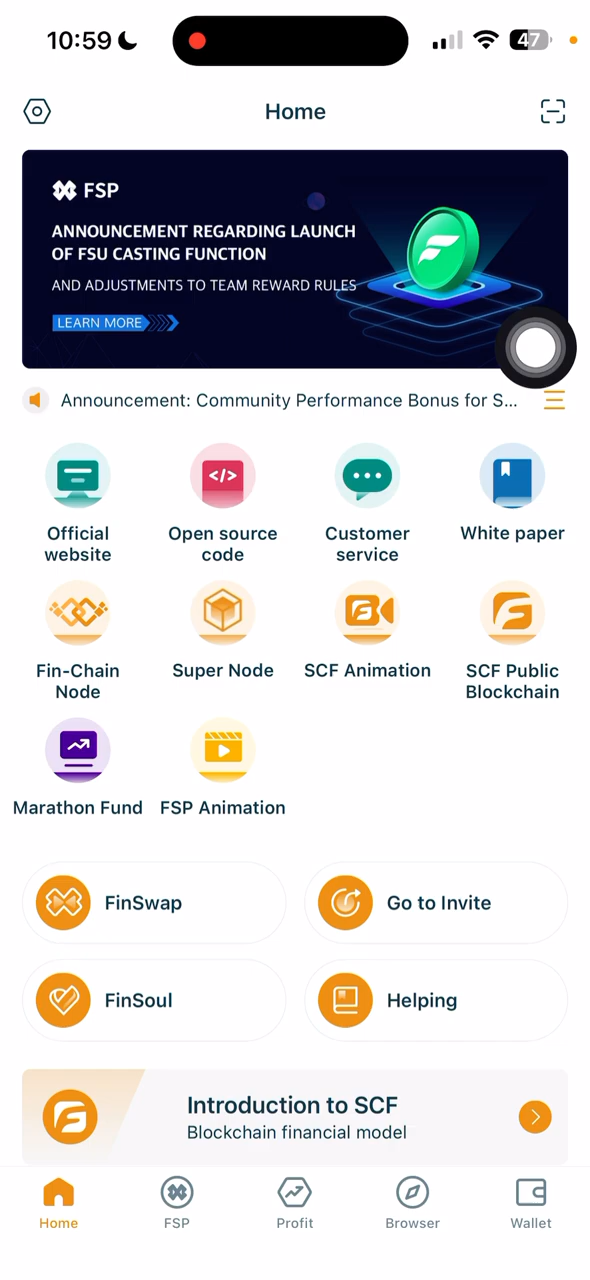 10:59
47
Home
FSP
ANNOUNCEMENT REGARDING LAUNCH
OF FSU CASTING FUNCTION
AND ADJUSTMENTS TO TEAM REWARD RULES
LEARN MORE
Announcement: Community Performance Bonus for S...
Official
website
Open source
code
Customer
service
White paper
Fin-Chain
Node
Super Node
SCF Animation
SCF Public
Blockchain
Marathon Fund
FSP Animation
FinSwap
Go to Invite
FinSoul
Helping
Introduction to SCF
Blockchain financial model
Home
FSP
Profit
Browser
Wallet